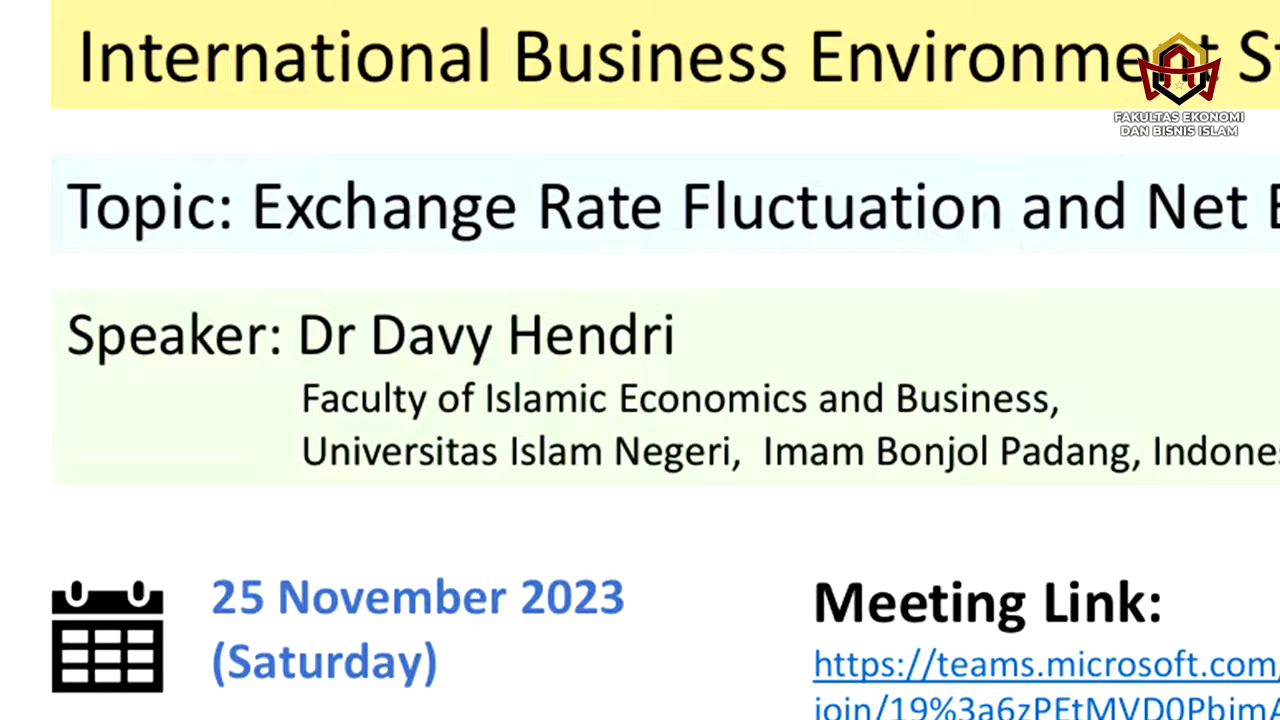 International Business Environment
FAKULTAS EKONOMI
DAN BISNIS ISLAM
Topic: Exchange Rate Fluctuation and Net
Speaker: Dr Davy Hendri
Faculty of Islamic Economics and Business,
Universitas Islam Negeri, Imam Bonjol Padang,
25 November 2023
(Saturday)
Meeting Link:
https://teams.microsoft.com/